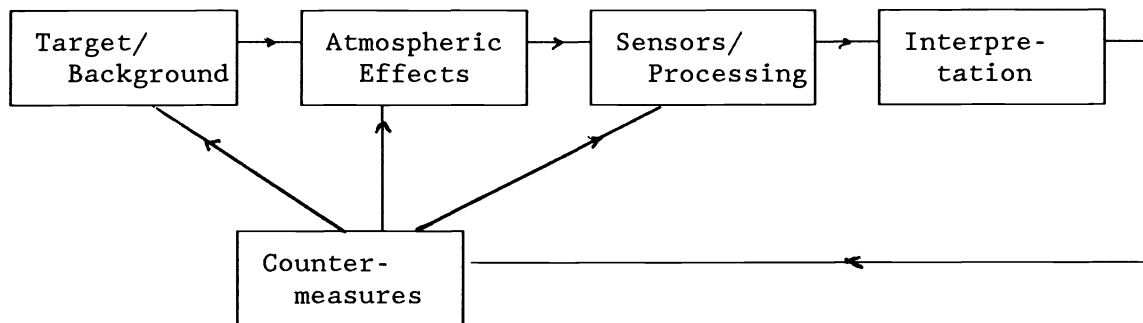 Target/
Background
Atmospheric
Effects
Sensors/
Processing
Interpre-
tation
Counter-
measures